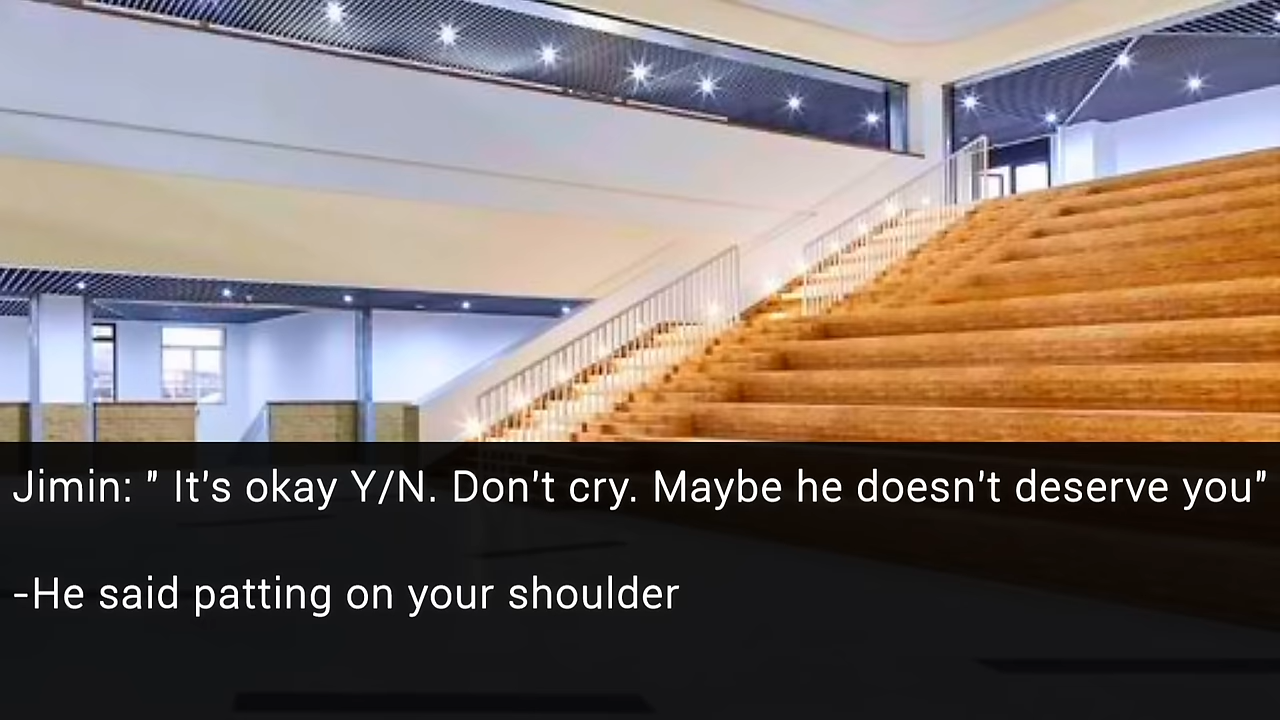 Jimin: " It's okay Y/N. Don't cry. Maybe he doesn't deserve you"
-He said patting on your shoulder